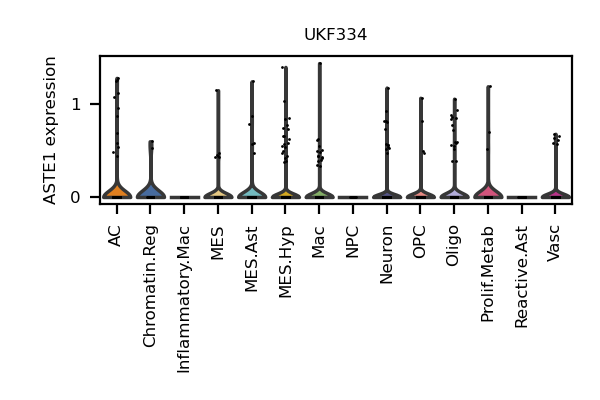 UKF334
ASTE1 expression
1
0
AC
Chromatin.Reg
Inflammatory.Mac
MES
MES.Ast
MES.Hyp
Mac
NPC
Neuron
OPC
Oligo
Prolif.Metab
Reactive.Ast
Vasc